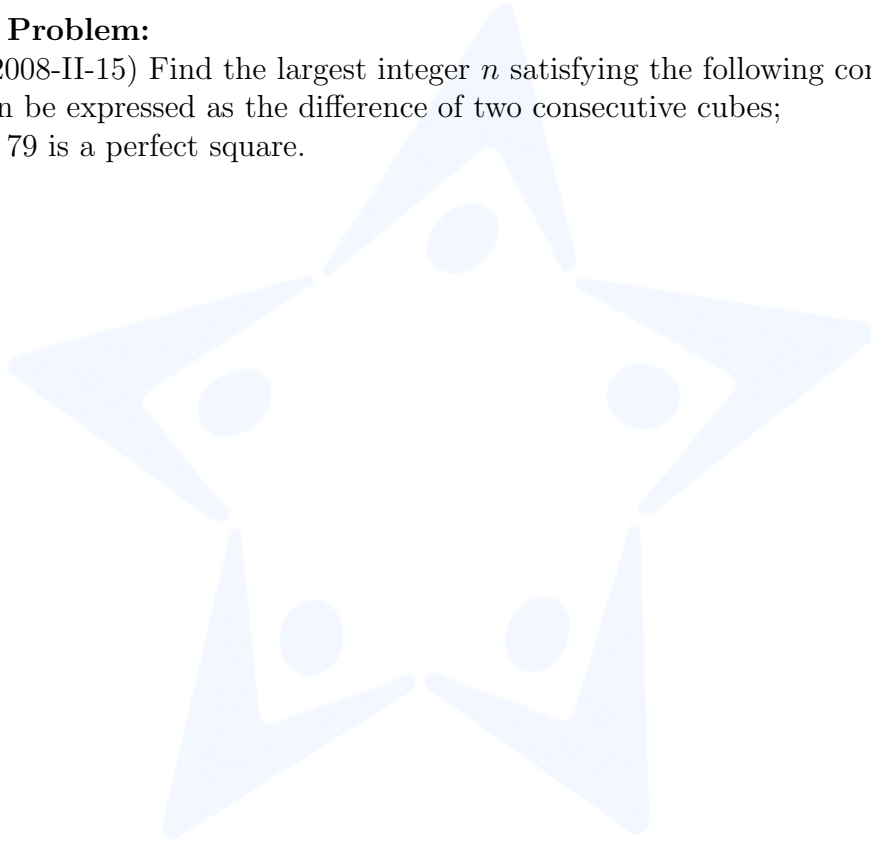 Problem:
2008-II-15) Find the largest integer n satisfying the following
be expressed as the difference of two consecutive cubes;
79 is a perfect square.